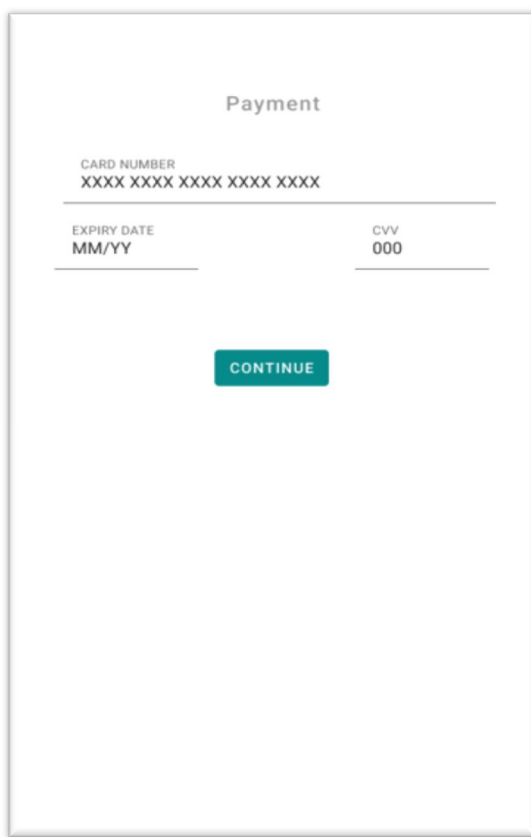 Payment
CARD NUMBER
XXXX XXXX XXXX XXXX XXXX
EXPIRY DATE
MM/YY
CVV
000
CONTINUE